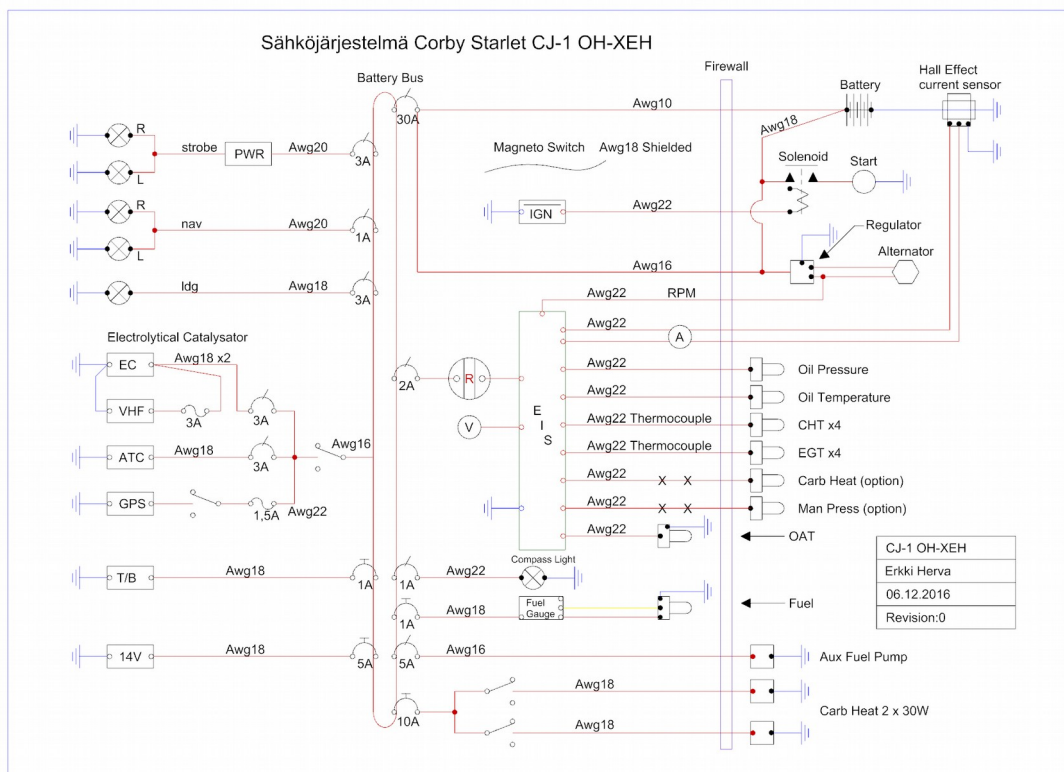 Sähköjärjestelmä Corby Starlet CJ-1 OH-XEH
Battery Bus
Firewall
Battery
Hall Effect
current sensor
30A
Awg10
Awg18
R
strobe
PWR
Awg20
3A
L
Magneto Switch
Awg18 Shielded
Solenoid
Start
R
nav
Awg20
1A
L
IGN
Awg22
Regulator
Alternator
Awg16
ldg
Awg18
3A
Awg22
RPM
Awg22
A
Electrolytical Catalysator
EC
Awg18 x2
VHF
3A
3A
ATC
Awg18
3A
Awg16
GPS
1,5A
Awg22
2A
R
V
E
I
S
Awg22
Oil Pressure
Awg22
Oil Temperature
Awg22 Thermocouple
CHT x4
Awg22 Thermocouple
EGT x4
Awg22
X X
Carb Heat (option)
Awg22
X X
Man Press (option)
Awg22
OAT
T/B
Awg18
1A
1A
Awg22
Compass Light
1A
Awg18
Fuel
Gauge
Fuel
14V
Awg18
5A
5A
Awg16
Aux Fuel Pump
10A
Awg18
Awg18
Carb Heat 2 x 30W
CJ-1 OH-XEH
Erkki Herva
06.12.2016
Revision:0